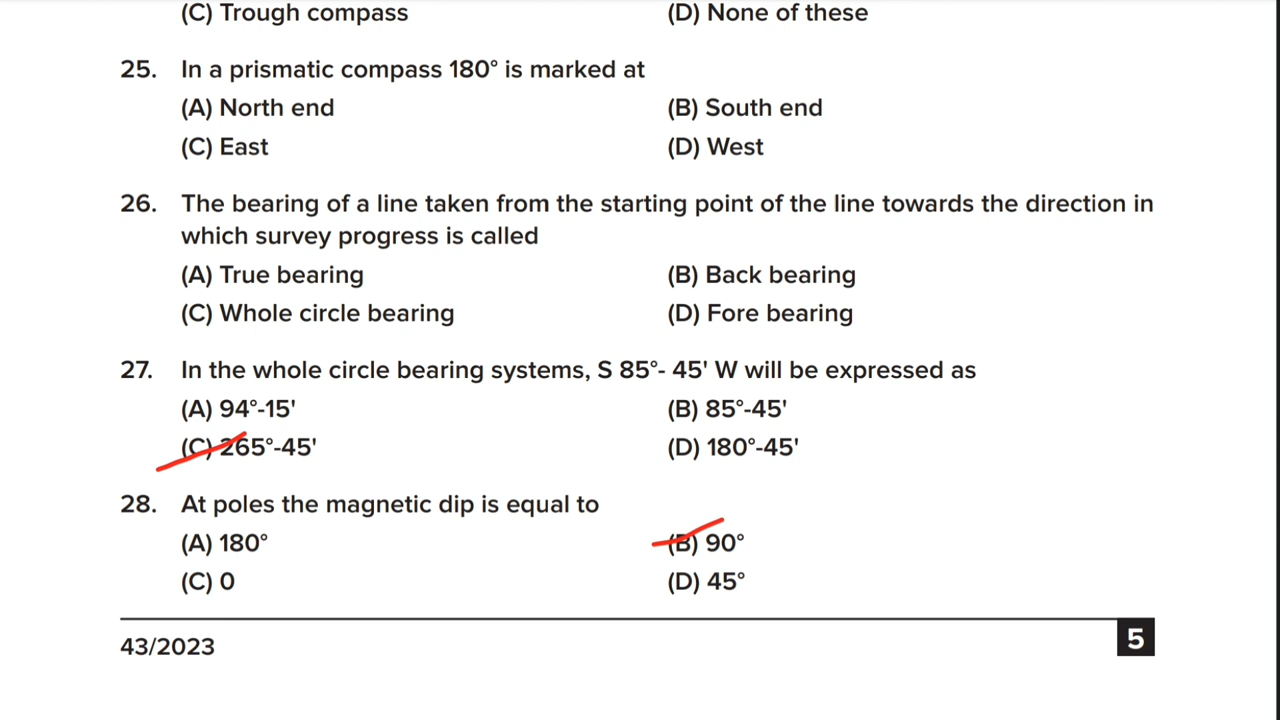 (C) Trough compass (D) None of these
25. In a prismatic compass 180° is marked at
(A) North end (B) South end
(C) East (D) West
26. The bearing of a line taken from the starting point of the line towards the direction in
which survey progress is called
(A) True bearing (B) Back bearing
(C) Whole circle bearing (D) Fore bearing
27. In the whole circle bearing systems, S 85°- 45' W will be expressed as
(A) 94°-15' (B) 85°-45'
(C) 265°-45' (D) 180°-45'
28. At poles the magnetic dip is equal to
(A) 180° (B) 90°
(C) 0 (D) 45°
43/2023 5